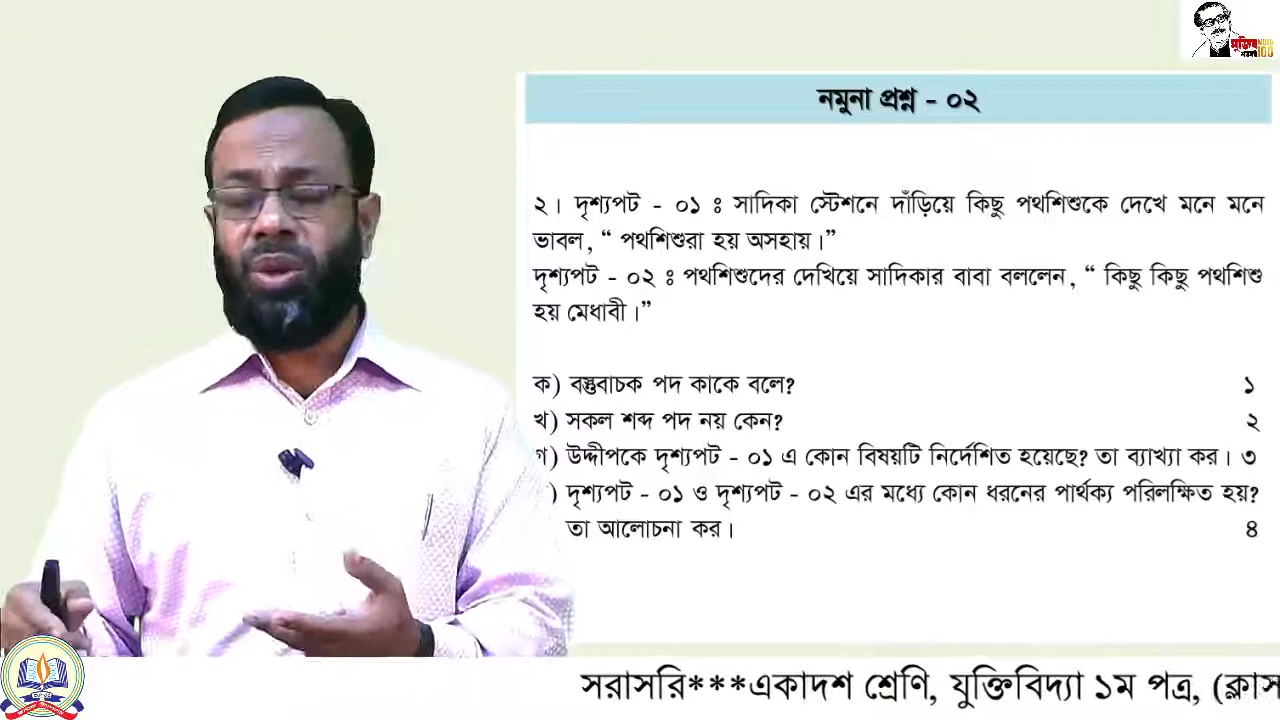 নমুনা প্রশ্ন - ০২
২। দৃশ্যপট - ০১ ঃ সাদিকা স্টেশনে দাঁড়িয়ে কিছু পথশিশুকে দেখে মনে মনে
ভাবল, “ পথশিশুরা হয় অসহায়।”
দৃশ্যপট - ০২ ঃ পথশিশুদের দেখিয়ে সাদিকার বাবা বললেন, “ কিছু কিছু পথশিশু
হয় মেধাবী।”
ক) বস্তুবাচক পদ কাকে বলে? ১
খ) সকল শব্দ পদ নয় কেন? ২
গ) উদ্দীপকে দৃশ্যপট - ০১ এ কোন বিষয়টি নির্দেশিত হয়েছে? তা ব্যাখ্যা কর। ৩
) দৃশ্যপট - ০১ ও দৃশ্যপট - ০২ এর মধ্যে কোন ধরনের পার্থক্য পরিলক্ষিত হয়?
তা আলোচনা কর। ৪
সরাসরি***একাদশ শ্রেণি, যুক্তিবিদ্যা ১ম পত্র, (ক্লাস